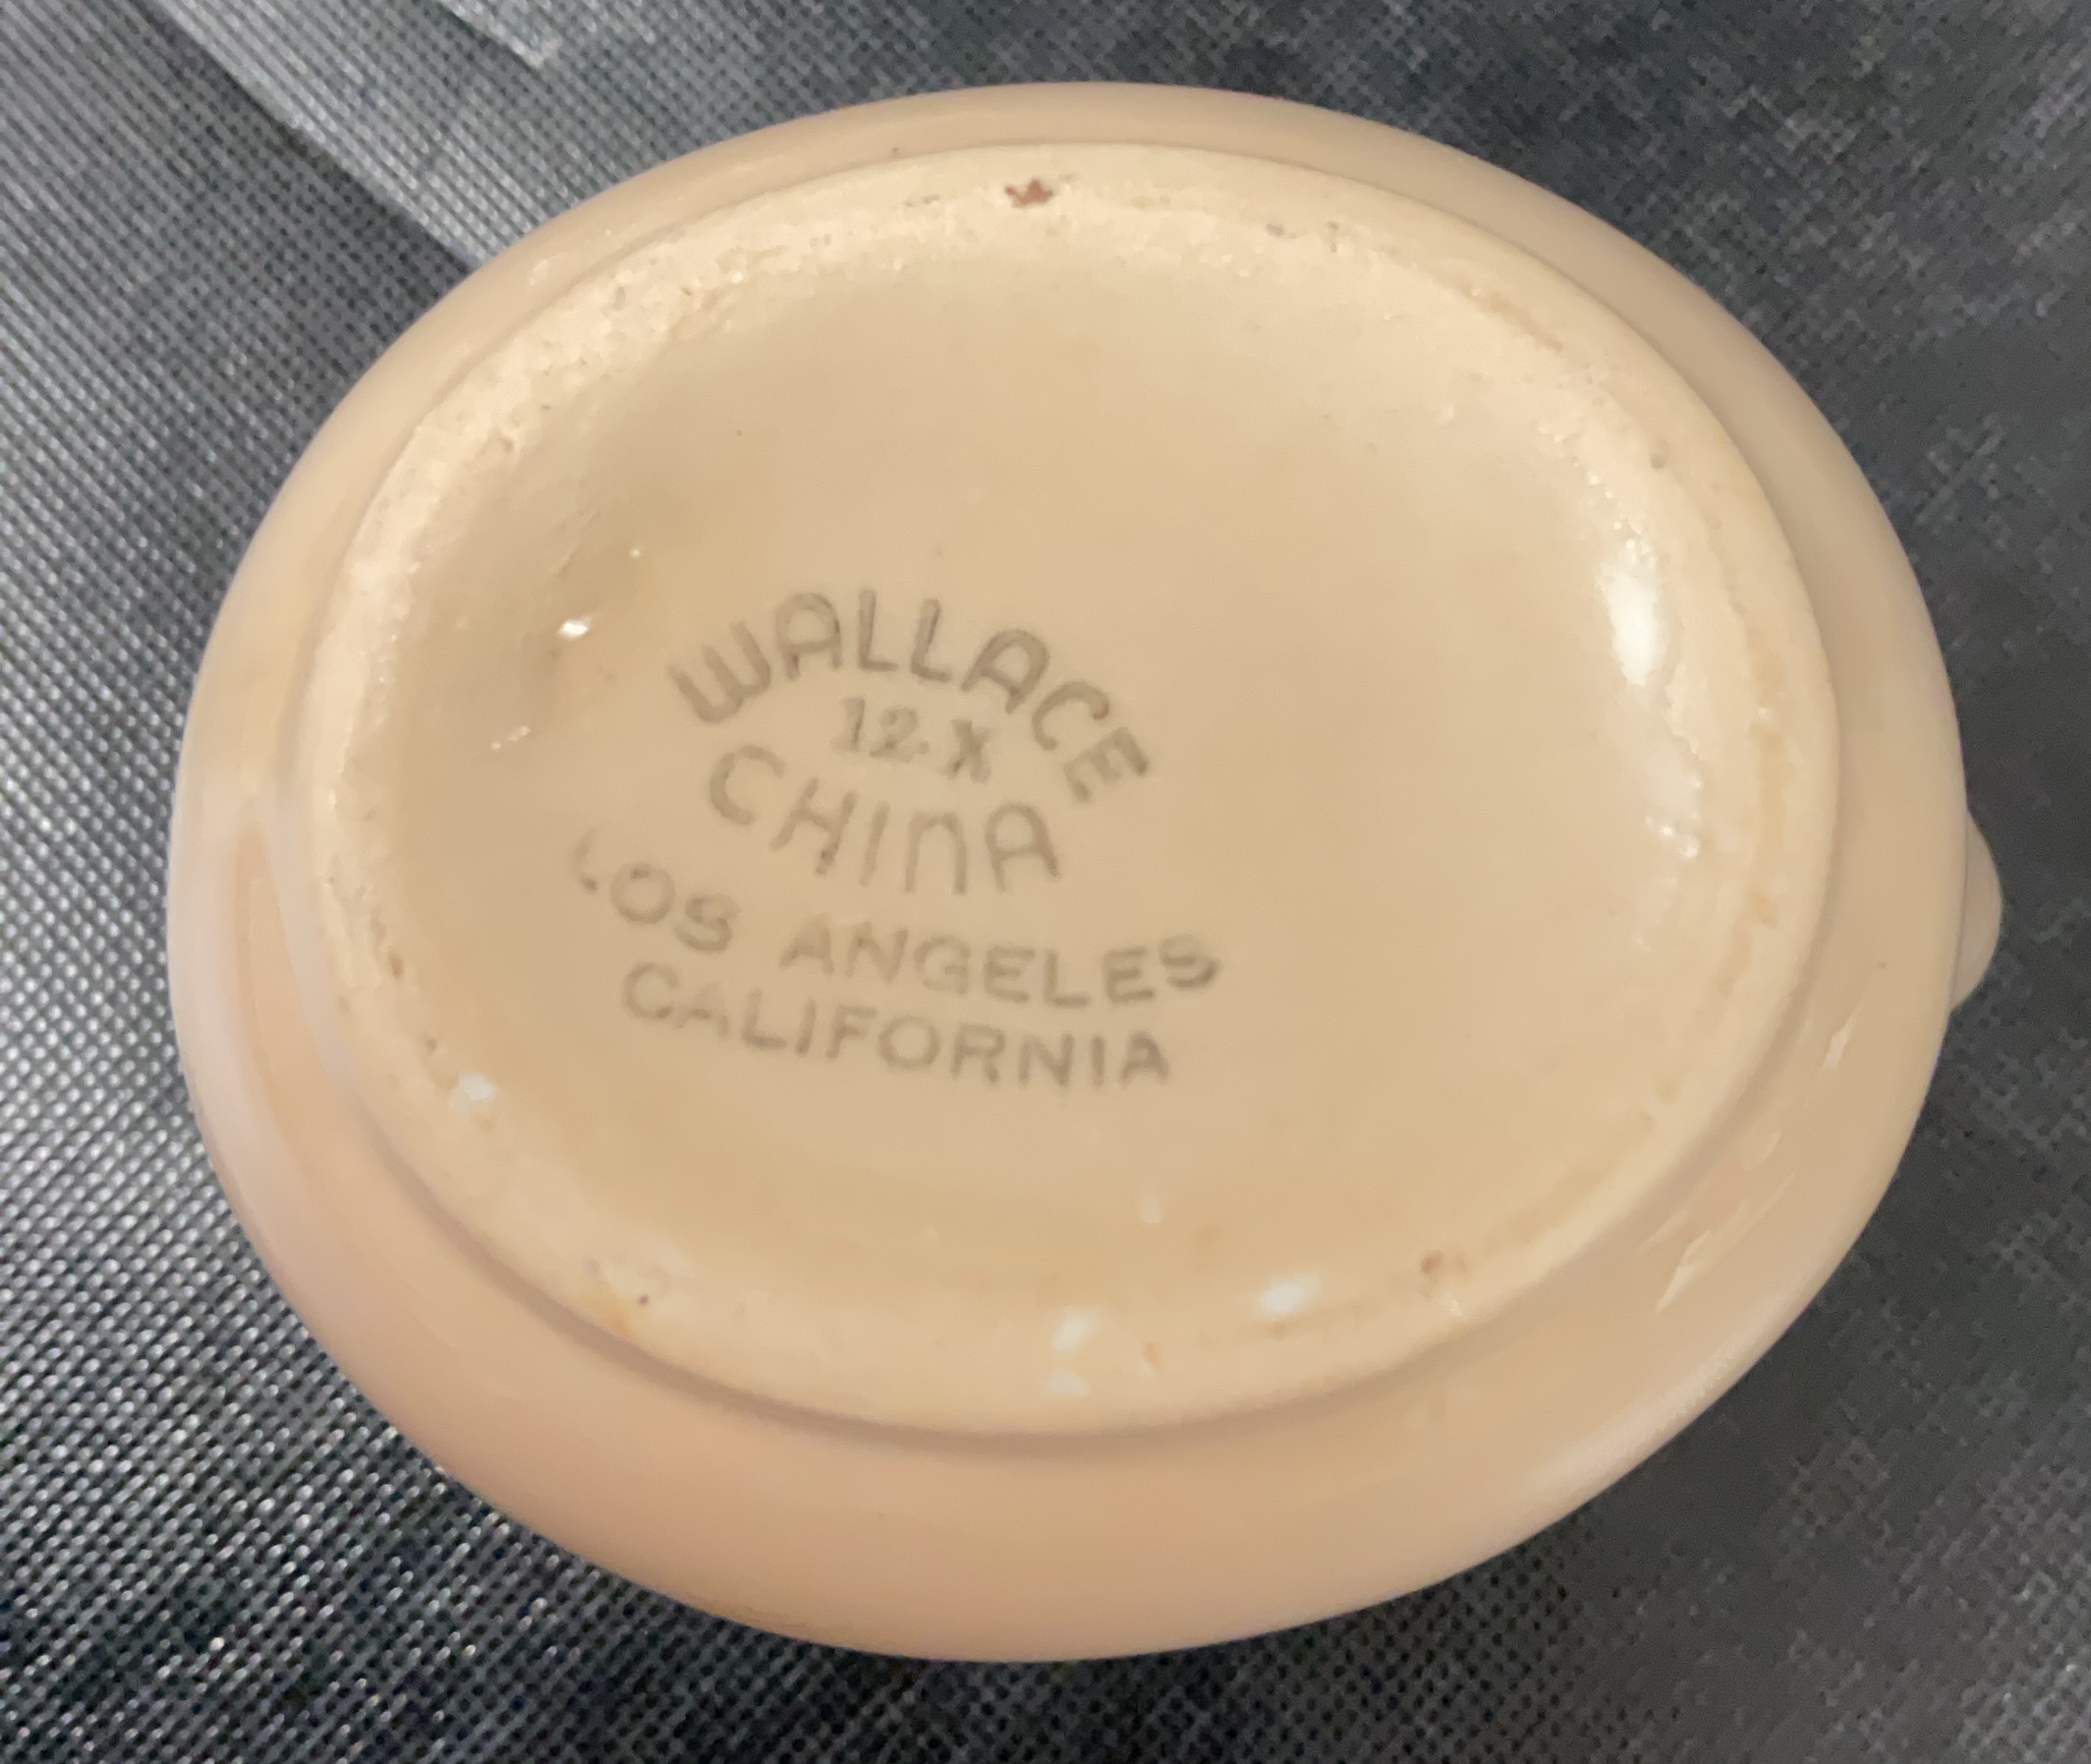 WALLACE
12-X
CHINA
LOS ANGELES
CALIFORNIA